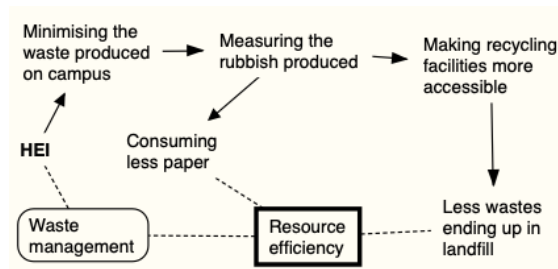 Minimising the
waste produced
on campus
Measuring the
rubbish produced
Making recycling
facilities more
accessible
HEI
Consuming
less paper
Waste
management
Resource
efficiency
Less wastes
ending up in
landfill